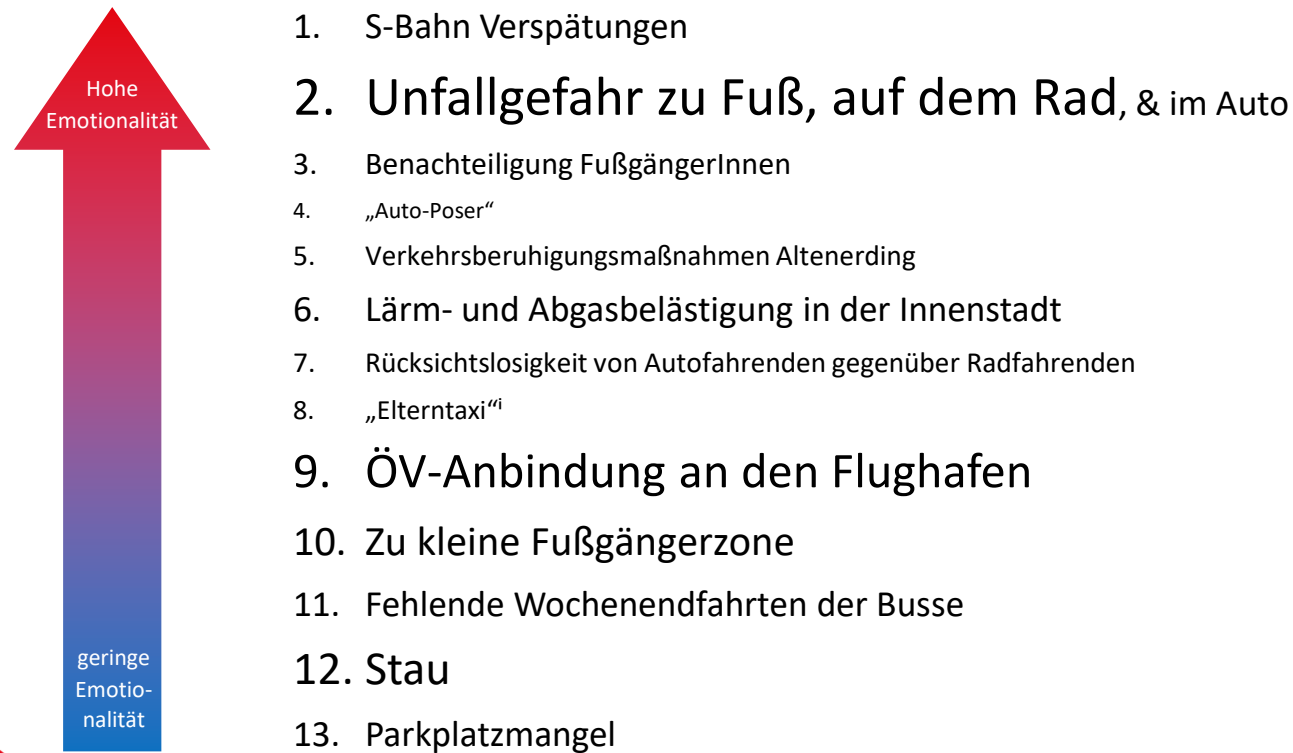 Hohe
Emotionalität
1. S-Bahn Verspätungen
2. Unfallgefahr zu Fuß, auf dem Rad, & im Auto
3. Benachteiligung FußgängerInnen
4. „Auto-Poser“
5. Verkehrsberuhigungsmaßnahmen Altenerding
6. Lärm- und Abgasbelästigung in der Innenstadt
7. Rücksichtslosigkeit von Autofahrenden gegenüber Radfahrenden
8. „Elterntaxi“ⁱ
9. ÖV-Anbindung an den Flughafen
10. Zu kleine Fußgängerzone
11. Fehlende Wochenendfahrten der Busse
12. Stau
13. Parkplatzmangel
geringe
Emotio-
nalität